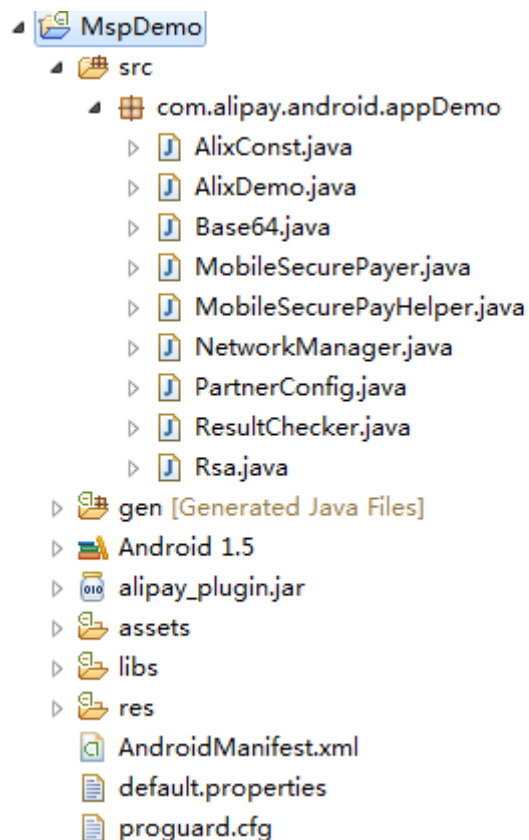 MspDemo
src
com.alipay.android.appDemo
AlixConst.java
AlixDemo.java
Base64.java
MobileSecurePayer.java
MobileSecurePayHelper.java
NetworkManager.java
PartnerConfig.java
ResultChecker.java
Rsa.java
gen [Generated Java Files]
Android 1.5
alipay_plugin.jar
assets
libs
res
AndroidManifest.xml
default.properties
proguard.cfg